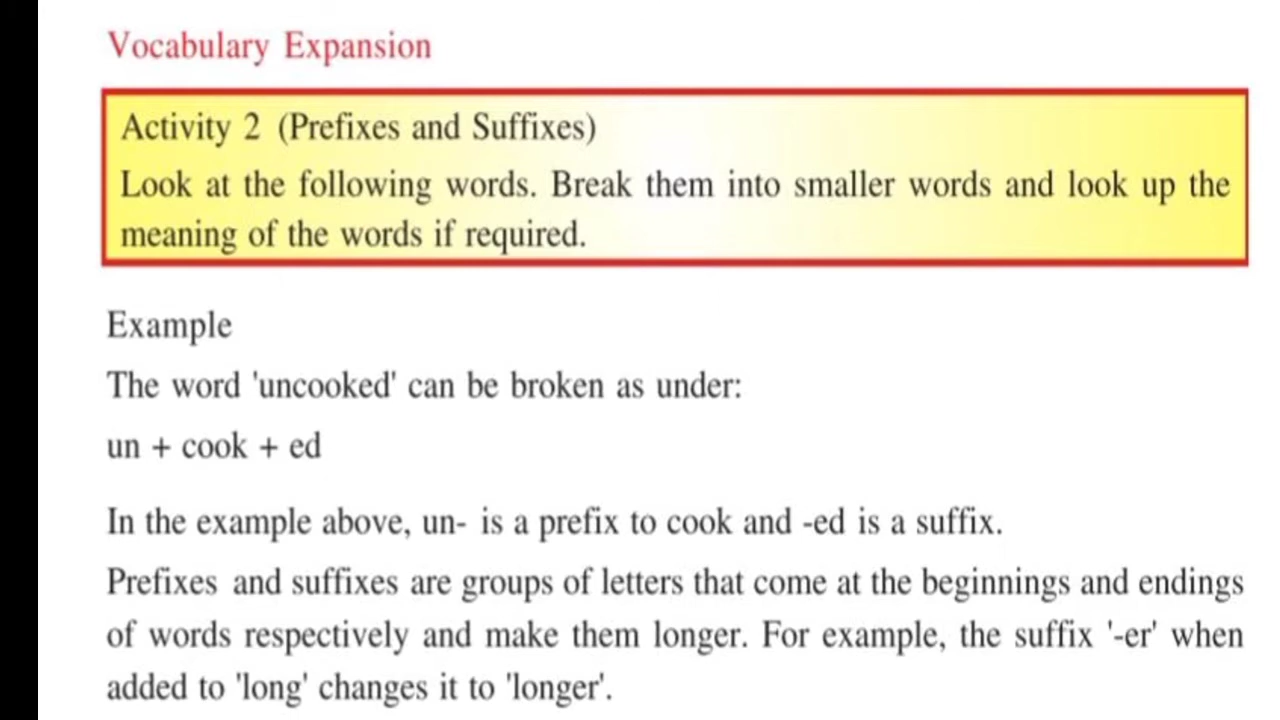 Vocabulary Expansion
Activity 2 (Prefixes and Suffixes)
Look at the following words. Break them into smaller words and look up the
meaning of the words if required.
Example
The word 'uncooked' can be broken as under:
un + cook + ed
In the example above, un- is a prefix to cook and -ed is a suffix.
Prefixes and suffixes are groups of letters that come at the beginnings and endings
of words respectively and make them longer. For example, the suffix '-er' when
added to 'long' changes it to 'longer'.